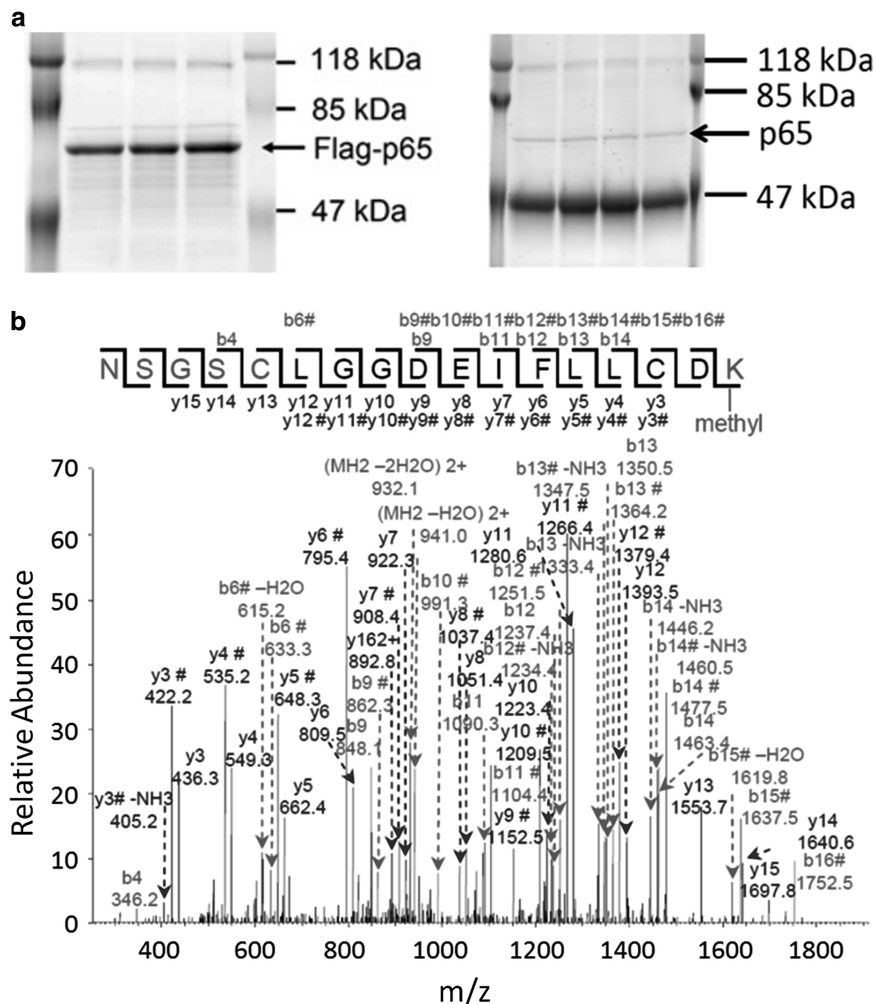 a
118 kDa
85 kDa
Flag-p65
47 kDa
118 kDa
85 kDa
p65
47 kDa
b
b6# b9#b10#b11#b12#b13#b14#b15#b16#
b4 b9 b11 b12 b13 b14
N S G S C L G G D E I F L L C D K
y15 y14 y13 y12 y11 y10 y9 y8 y7 y6 y5 y4 y3
y12 #y11#y10#y9# y8# y7# y6# y5# y4# y3#
methyl
Relative Abundance
70
60
50
40
30
20
10
0
y3# -NH3
405.2
b4
346.2
y3 #
422.2
y3
436.3
y4 #
535.2
y4
549.3
b6# –H2O
615.2
b6 #
633.3
y5 #
648.3
y5
662.4
y6 #
795.4
y6
809.5
b9
848.1
b9 #
862.3
y162+
892.8
y7 #
908.4
y7
922.3
(MH2 –2H2O) 2+
932.1
(MH2 –H2O) 2+
941.0
b10 #
991.3
y8 #
1037.4
y8
1051.4
b11
1090.3
b11 #
1104.4
y9 #
1152.5
y10 #
1209.5
y10
1223.4
b12# -NH3
1234.4
b12
1237.4
b12 #
1251.5
y11 #
1266.4
y11
1280.6
b13 -NH3
1333.4
b13# -NH3
1347.5
b13
1350.5
b13 #
1364.2
y12 #
1379.4
y12
1393.5
b14 -NH3
1446.2
b14# -NH3
1460.5
b14 #
1477.5
b14
1463.4
y13
1553.7
b15# –H2O
1619.8
b15#
1637.5
y14
1640.6
y15
1697.8
b16#
1752.5
400 600 800 1000 1200 1400 1600 1800
m/z